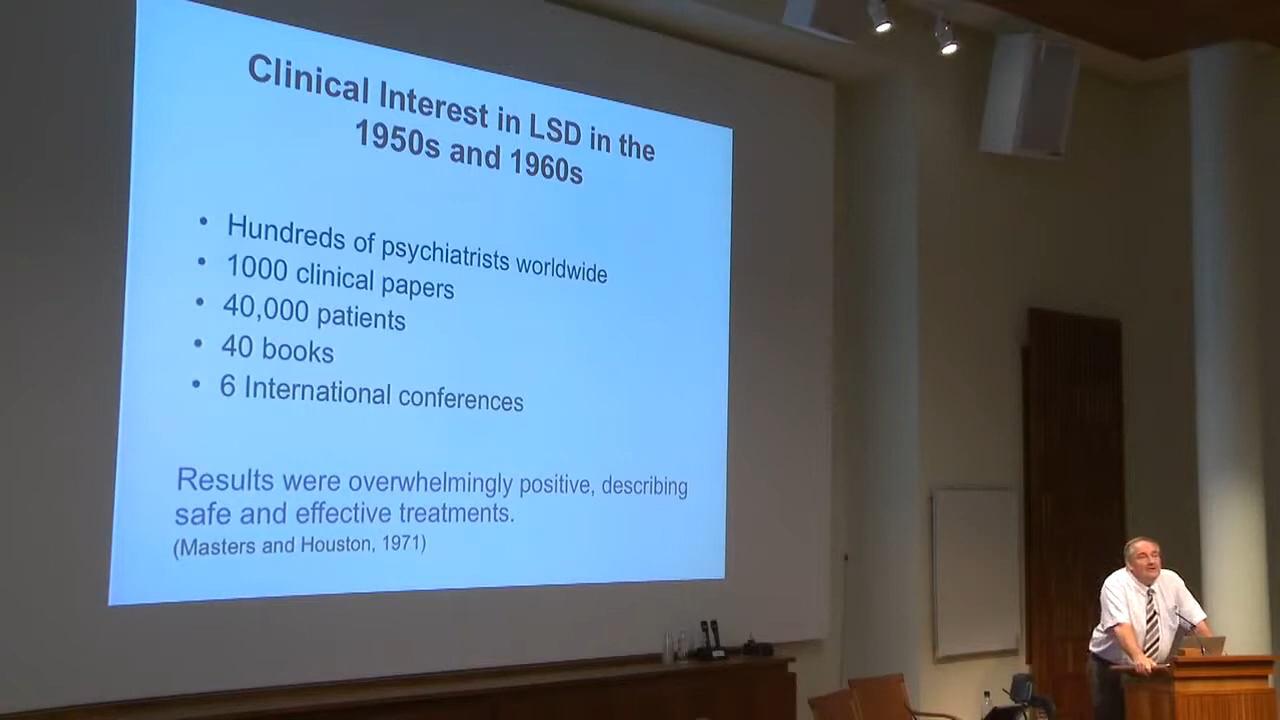 Clinical Interest in LSD in the
1950s and 1960s
• Hundreds of psychiatrists worldwide
• 1000 clinical papers
• 40,000 patients
• 40 books
• 6 International conferences
Results were overwhelmingly positive, describing
safe and effective treatments.
(Masters and Houston, 1971)